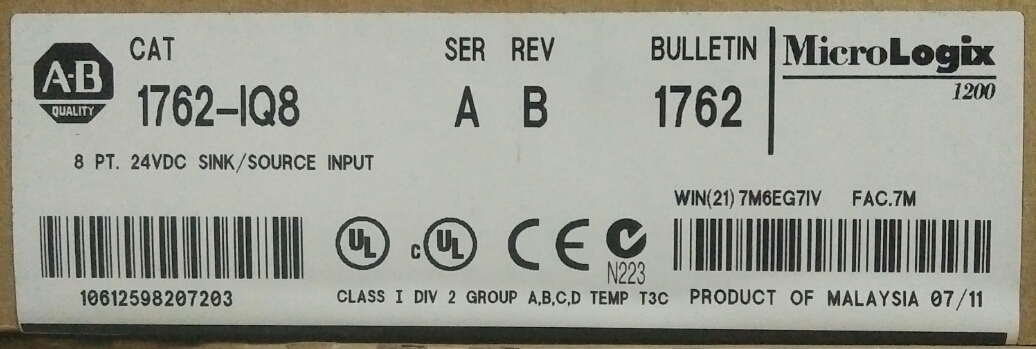 A·B
QUALITY
CAT
1762-IQ8
SER REV
A B
BULLETIN
1762
MicroLogix
1200
8 PT. 24VDC SINK/SOURCE INPUT
WIN(21) 7M6EG7IV FAC.7M
10612598207203
UL
c UL
CE
N223
CLASS I DIV 2 GROUP A,B,C,D TEMP T3C
PRODUCT OF MALAYSIA 07/11